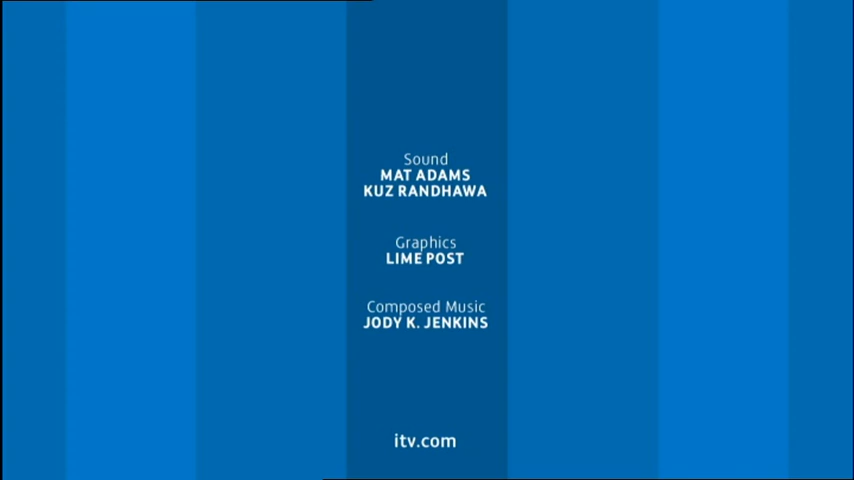 Sound
MAT ADAMS
KUZ RANDHAWA
Graphics
LIME POST
Composed Music
JODY K. JENKINS
itv.com